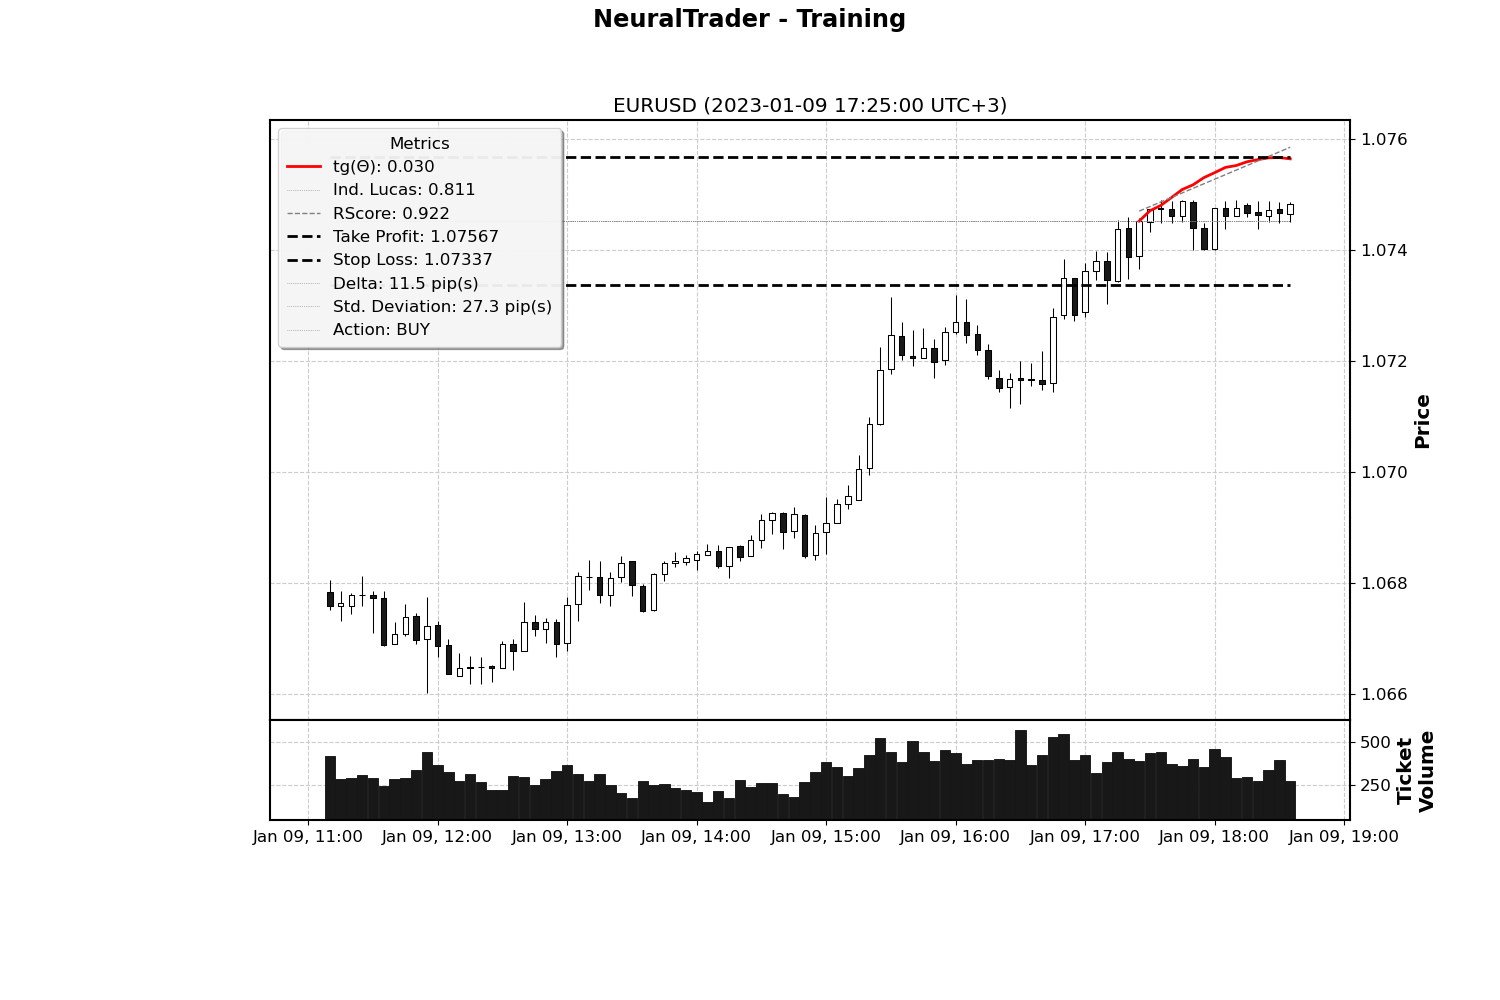 NeuralTrader - Training
EURUSD (2023-01-09 17:25:00 UTC+3)
Metrics
tg(Θ): 0.030
Ind. Lucas: 0.811
RScore: 0.922
Take Profit: 1.07567
Stop Loss: 1.07337
Delta: 11.5 pip(s)
Std. Deviation: 27.3 pip(s)
Action: BUY
1.076
1.074
1.072
1.070
1.068
1.066
Price
500
250
Ticket
Volume
Jan 09, 11:00
Jan 09, 12:00
Jan 09, 13:00
Jan 09, 14:00
Jan 09, 15:00
Jan 09, 16:00
Jan 09, 17:00
Jan 09, 18:00
Jan 09, 19:00